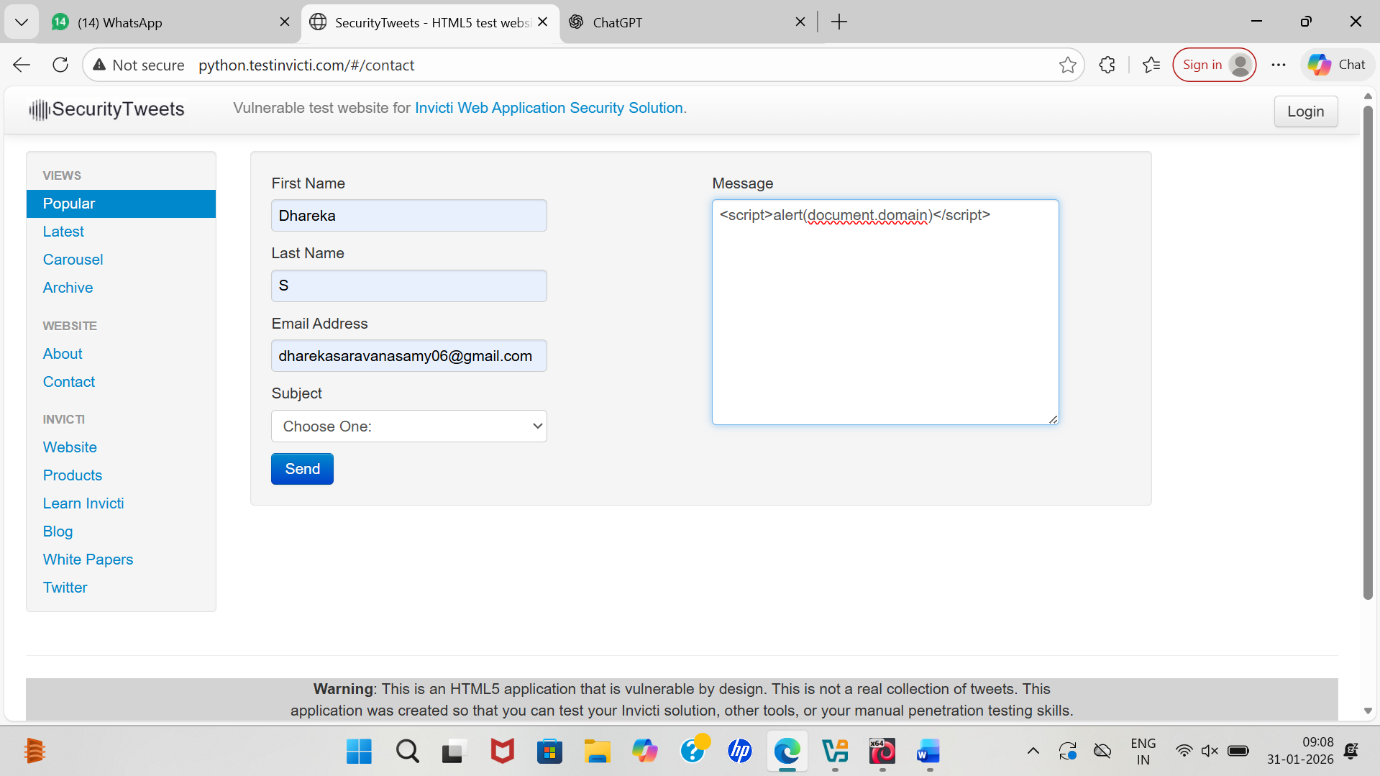 (14) WhatsApp
SecurityTweets - HTML5 test webs
ChatGPT
Not secure python.testinvicti.com/#/contact
Sign in
Chat
SecurityTweets
Vulnerable test website for Invicti Web Application Security Solution.
Login
VIEWS
Popular
Latest
Carousel
Archive
WEBSITE
About
Contact
INVICTI
Website
Products
Learn Invicti
Blog
White Papers
Twitter
First Name
Dhareka
Last Name
S
Email Address
dharekasaravanasamy06@gmail.com
Subject
Choose One:
Send
Message
<script>alert(document.domain)</script>
Warning: This is an HTML5 application that is vulnerable by design. This is not a real collection of tweets. This
application was created so that you can test your Invicti solution, other tools, or your manual penetration testing skills.
ENG
IN
09:08
31-01-2026